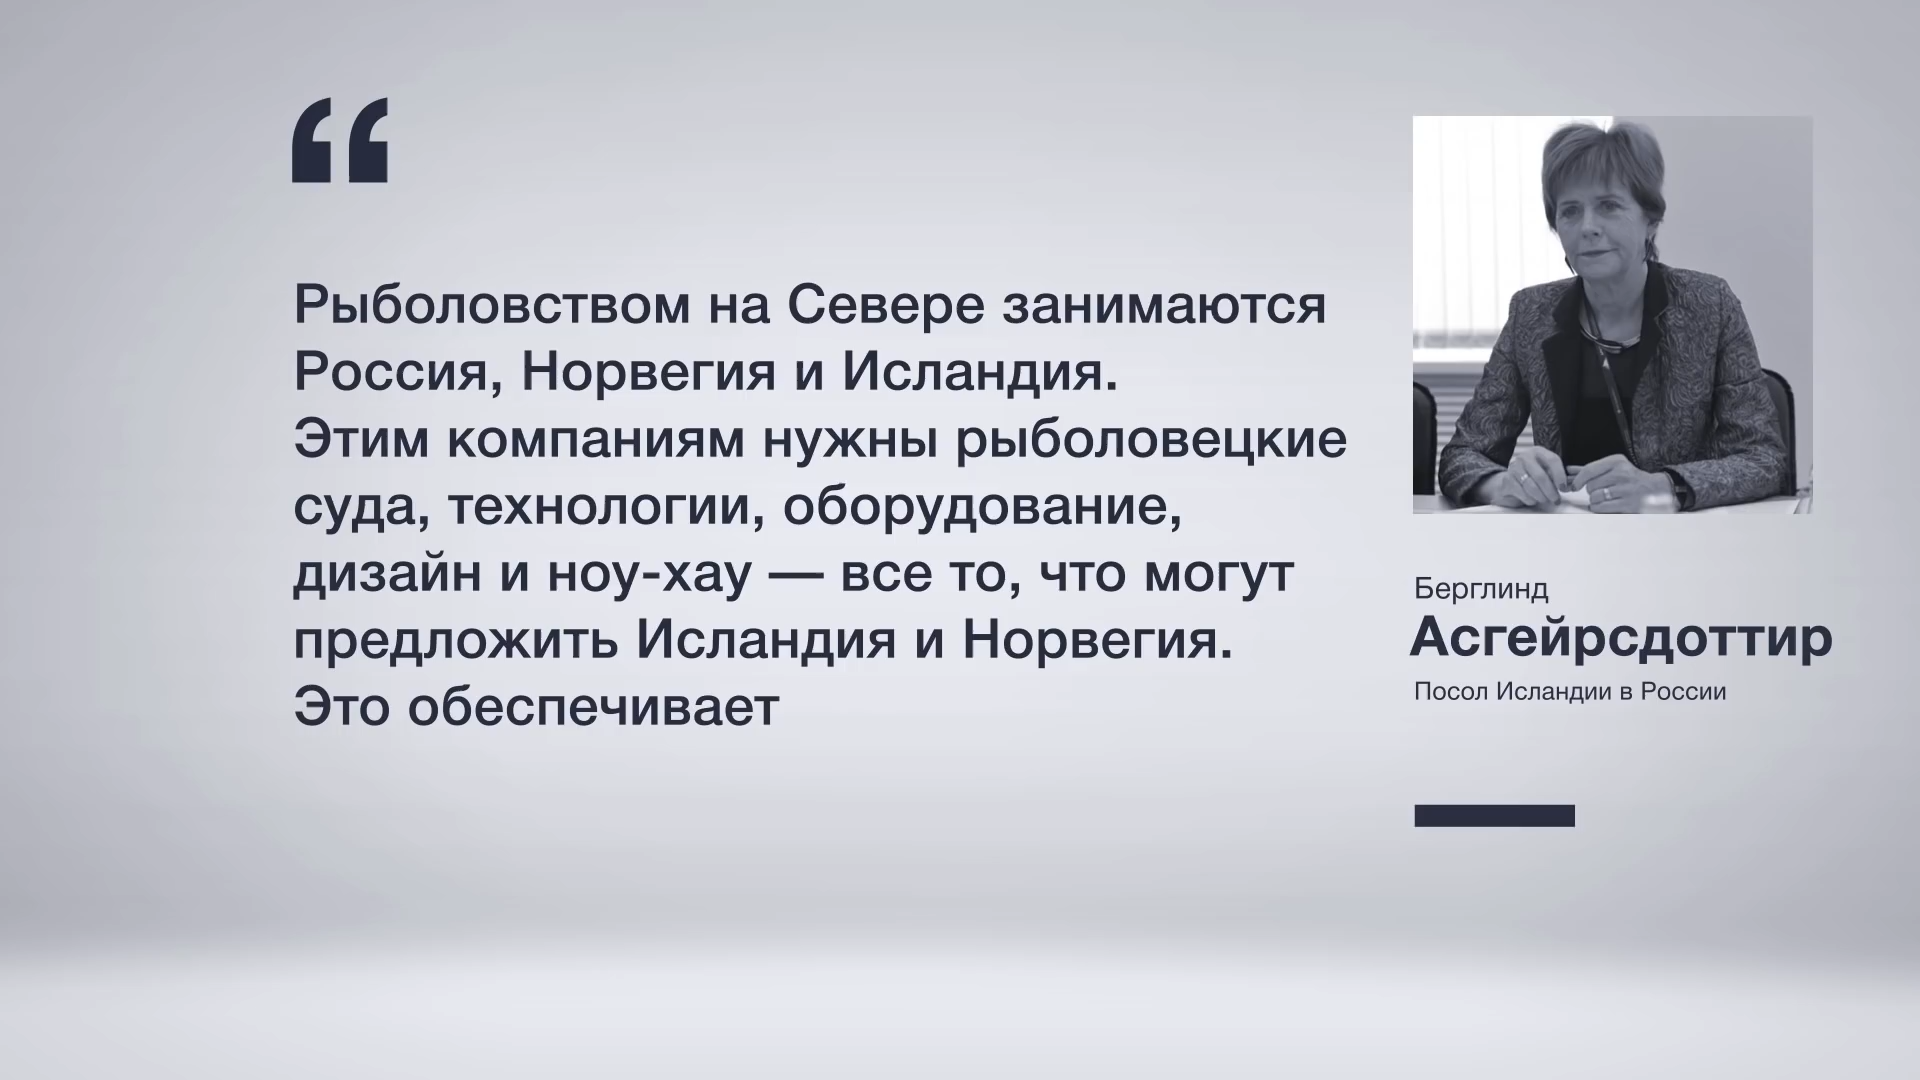 “
Рыболовством на Севере занимаются
Россия, Норвегия и Исландия.
Этим компаниям нужны рыболовецкие
суда, технологии, оборудование,
дизайн и ноу-хау — все то, что могут
предложить Исландия и Норвегия.
Это обеспечивает
Берглинд
Асгейрсдоттир
Посол Исландии в России